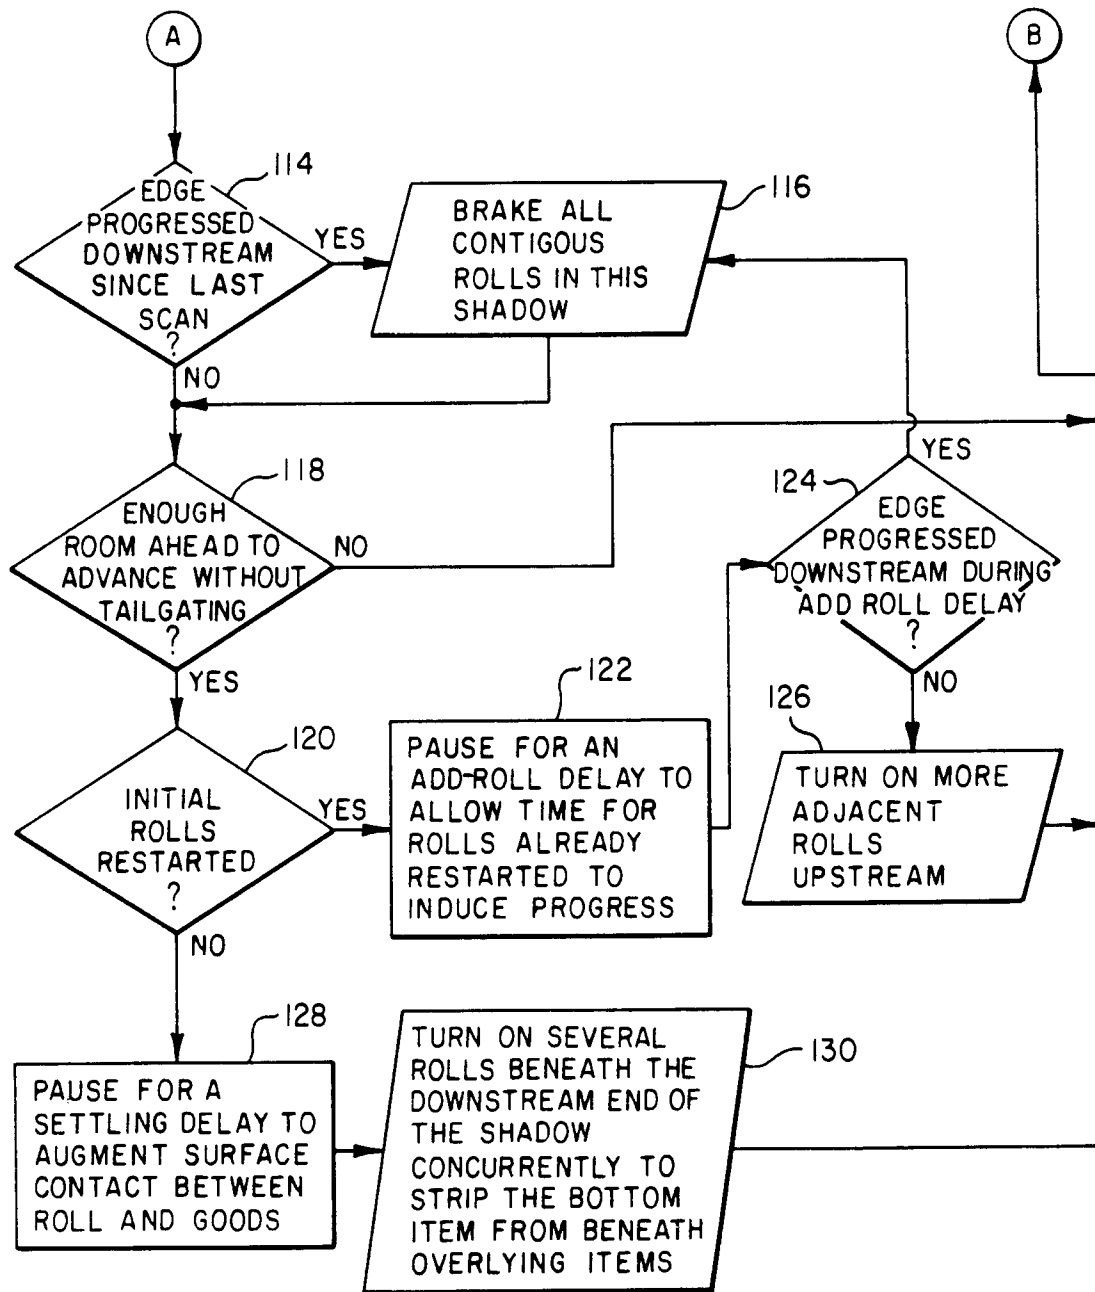 A
B
114
EDGE
PROGRESSED
DOWNSTREAM
SINCE LAST
SCAN
?
YES
NO
116
BRAKE ALL
CONTIGOUS
ROLLS IN THIS
SHADOW
118
ENOUGH
ROOM AHEAD TO
ADVANCE WITHOUT
TAILGATING
?
NO
YES
124
YES
EDGE
PROGRESSED
DOWNSTREAM DURING
ADD ROLL DELAY
?
NO
120
INITIAL
ROLLS
RESTARTED
?
YES
NO
122
PAUSE FOR AN
ADD-ROLL DELAY TO
ALLOW TIME FOR
ROLLS ALREADY
RESTARTED TO
INDUCE PROGRESS
126
TURN ON MORE
ADJACENT
ROLLS
UPSTREAM
128
PAUSE FOR A
SETTLING DELAY TO
AUGMENT SURFACE
CONTACT BETWEEN
ROLL AND GOODS
130
TURN ON SEVERAL
ROLLS BENEATH THE
DOWNSTREAM END OF
THE SHADOW
CONCURRENTLY TO
STRIP THE BOTTOM
ITEM FROM BENEATH
OVERLYING ITEMS